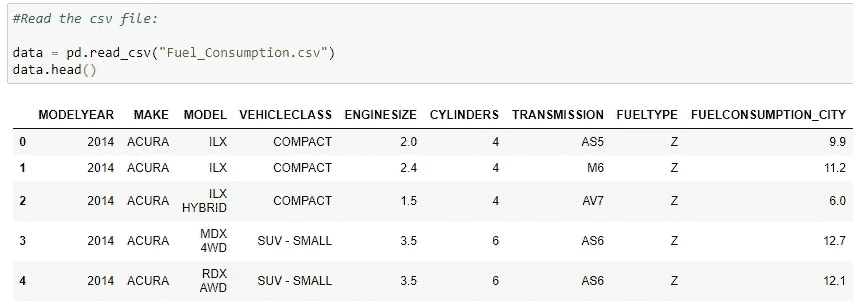 #Read the csv file:
data = pd.read_csv("Fuel_Consumption.csv")
data.head()
MODELYEAR MAKE MODEL VEHICLECLASS ENGINESIZE CYLINDERS TRANSMISSION FUELTYPE FUELCONSUMPTION_CITY
0 2014 ACURA ILX COMPACT 2.0 4 AS5 Z 9.9
1 2014 ACURA ILX COMPACT 2.4 4 M6 Z 11.2
2 2014 ACURA ILX HYBRID COMPACT 1.5 4 AV7 Z 6.0
3 2014 ACURA MDX 4WD SUV - SMALL 3.5 6 AS6 Z 12.7
4 2014 ACURA RDX AWD SUV - SMALL 3.5 6 AS6 Z 12.1